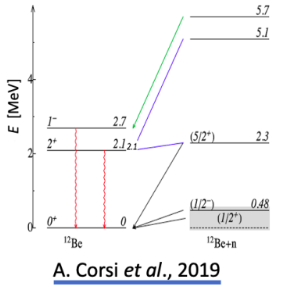 5.7
5.1
E [MeV]
4
2
0
1⁻ 2.7
2⁺ 2.1 2.1
0⁺ 0
(5/2⁺) 2.3
(1/2⁻) 0.48
(1/2⁺)
¹²Be
¹²Be+n
A. Corsi et al., 2019